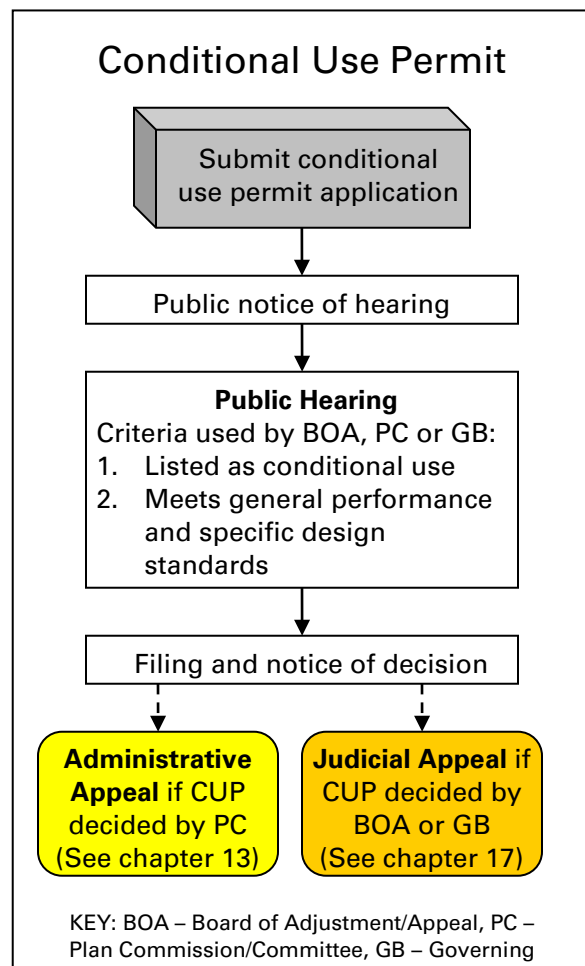 Conditional Use Permit
Submit conditional
use permit application
Public notice of hearing
Public Hearing
Criteria used by BOA, PC or GB:
1. Listed as conditional use
2. Meets general performance
and specific design
standards
Filing and notice of decision
Administrative
Appeal if CUP
decided by PC
(See chapter 13)
Judicial Appeal if
CUP decided by
BOA or GB
(See chapter 17)
KEY: BOA – Board of Adjustment/Appeal, PC –
Plan Commission/Committee, GB – Governing